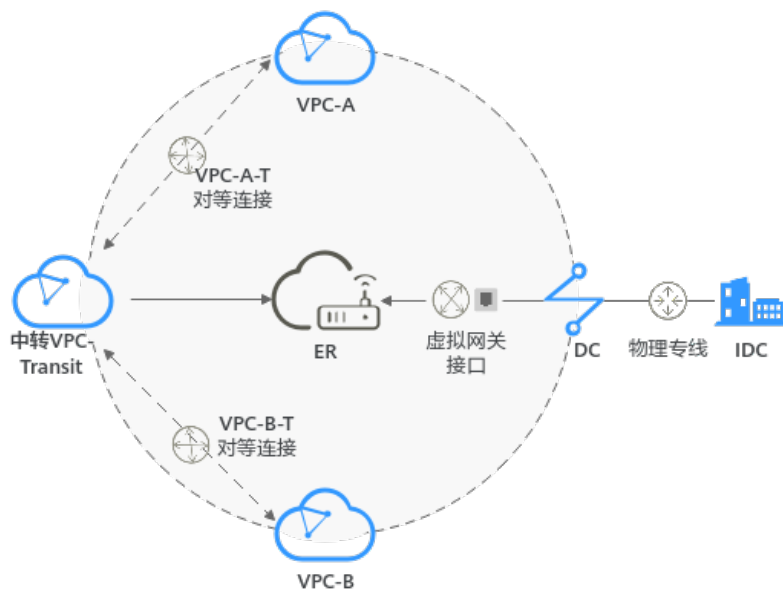 VPC-A
VPC-A-T
对等连接
中转VPC-
Transit
ER
虚拟网关
接口
DC
物理专线
IDC
VPC-B-T
对等连接
VPC-B